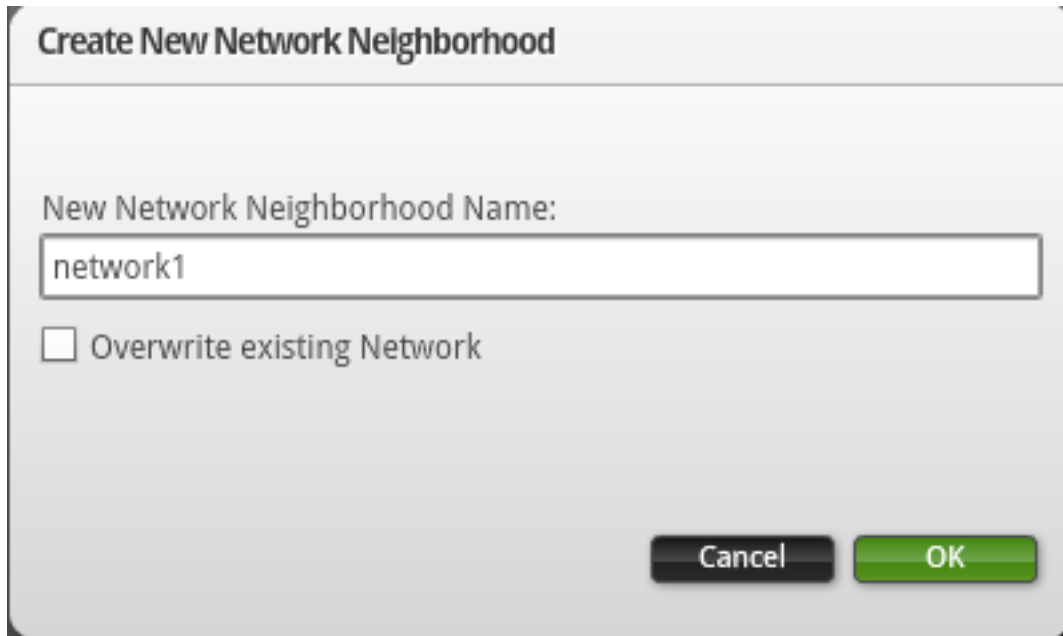 Create New Network Neighborhood
New Network Neighborhood Name:
network1
Overwrite existing Network
Cancel
OK